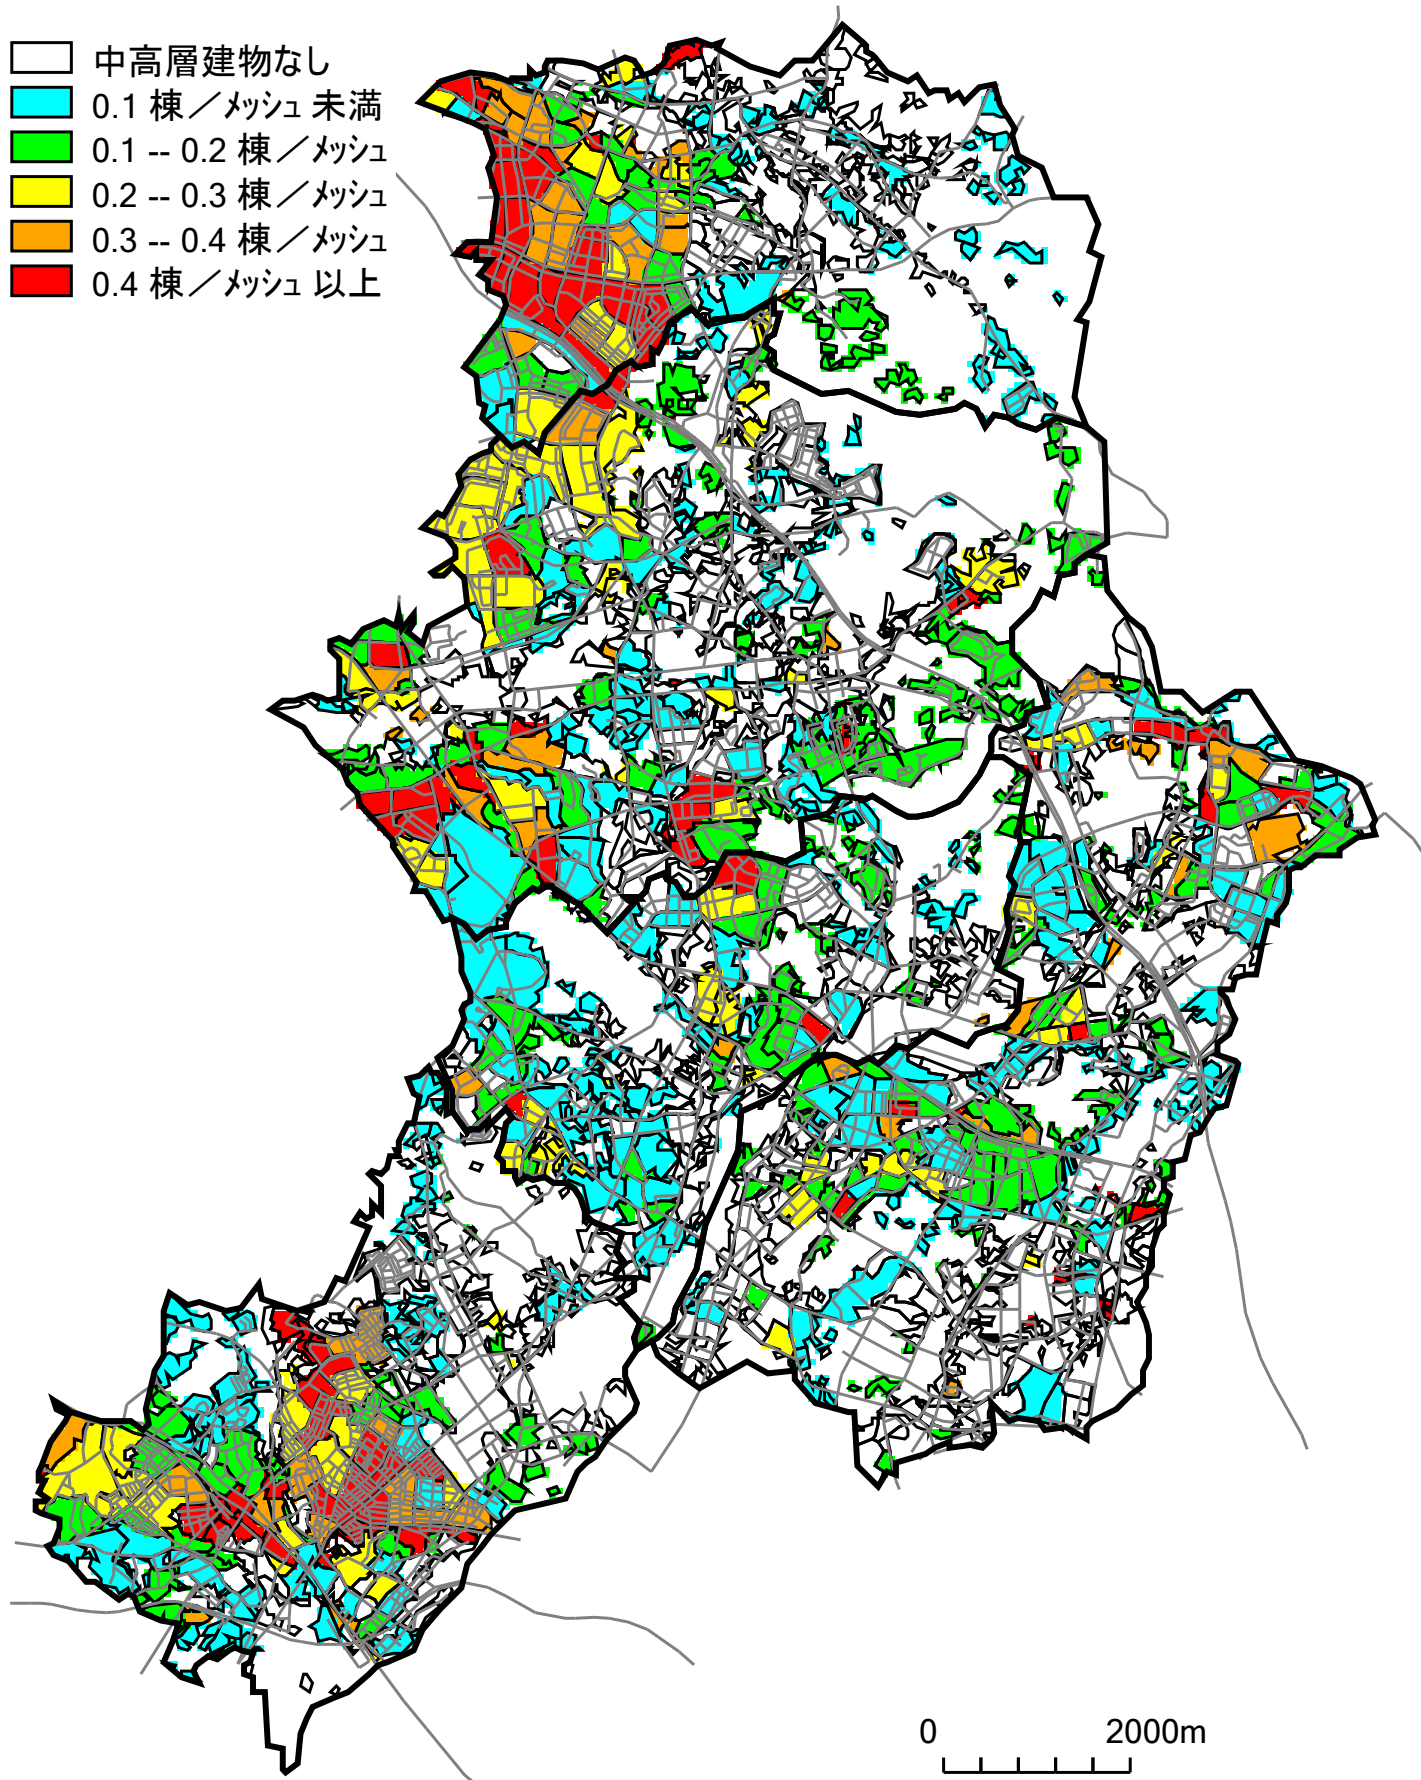 中高層建物なし
0.1 棟／メッシュ 未満
0.1 -- 0.2 棟／メッシュ
0.2 -- 0.3 棟／メッシュ
0.3 -- 0.4 棟／メッシュ
0.4 棟／メッシュ 以上
0 2000m